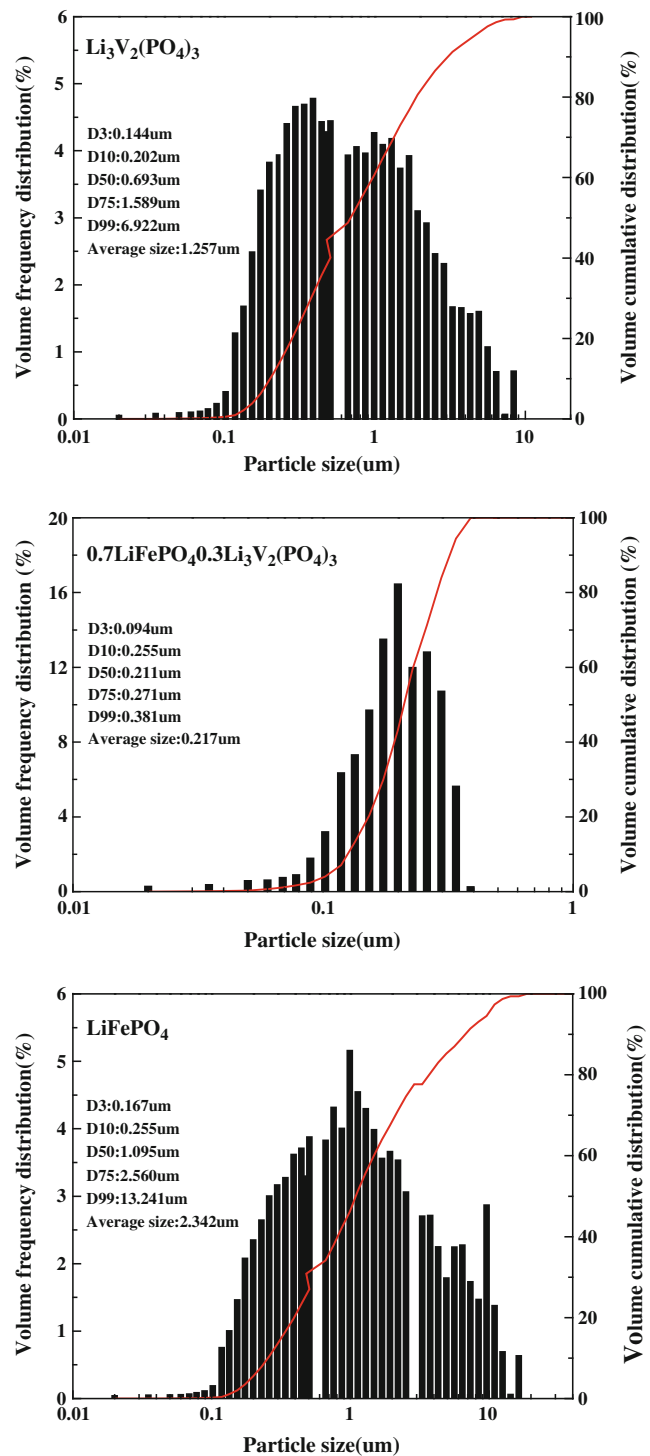 Li3V2(PO4)3
D3:0.144um
D10:0.202um
D50:0.693um
D75:1.589um
D99:6.922um
Average size:1.257um
Volume frequency distribution(%)
Volume cumulative distribution(%)
0
1
2
3
4
5
6
0
20
40
60
80
100
0.01
0.1
1
10
Particle size(um)
0.7LiFePO40.3Li3V2(PO4)3
D3:0.094um
D10:0.255um
D50:0.211um
D75:0.271um
D99:0.381um
Average size:0.217um
Volume frequency distribution (%)
Volume cumulative distribution (%)
0
4
8
12
16
20
0
20
40
60
80
100
0.01
0.1
1
Particle size(um)
LiFePO4
D3:0.167um
D10:0.255um
D50:1.095um
D75:2.560um
D99:13.241um
Average size:2.342um
Volume frequency distribution(%)
Volume cumulative distribution(%)
0
1
2
3
4
5
6
0
20
40
60
80
100
0.01
0.1
1
10
Particle size(um)